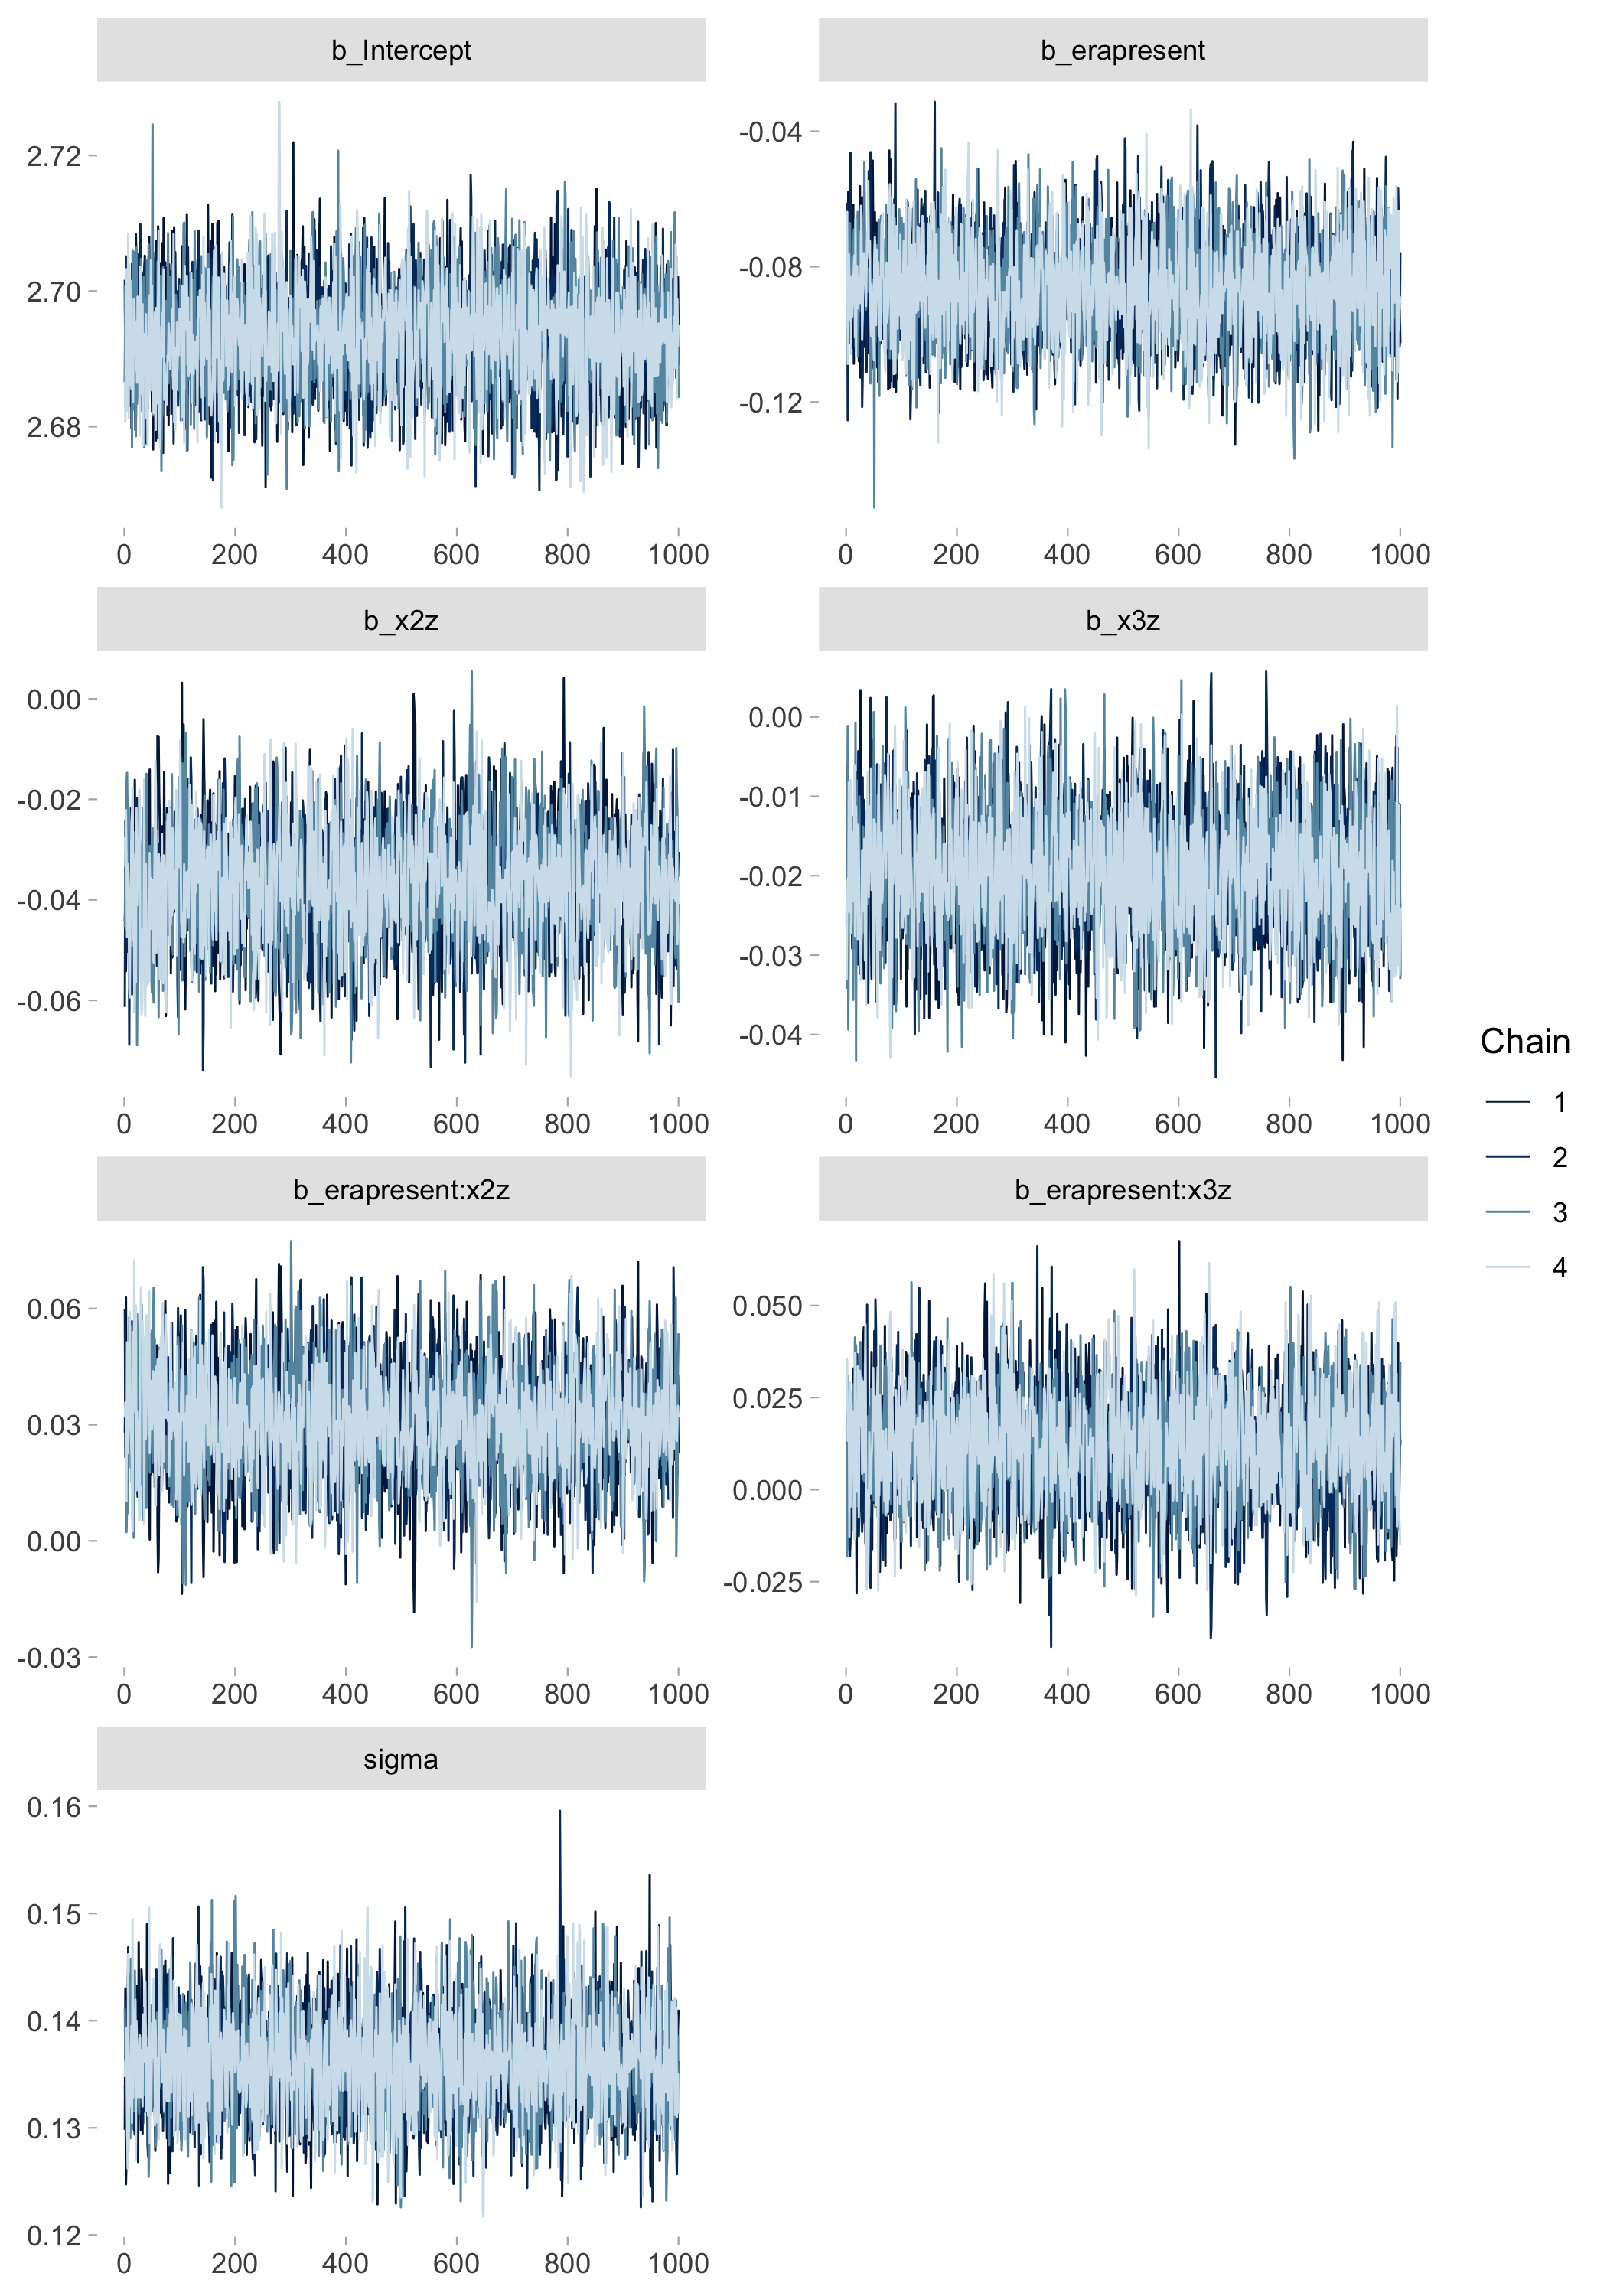 b_Intercept
b_erapresent
2.72
2.70
2.68
-0.04
-0.08
-0.12
0 200 400 600 800 1000
0 200 400 600 800 1000
b_x2z
b_x3z
0.00
-0.02
-0.04
-0.06
0.00
-0.01
-0.02
-0.03
-0.04
0 200 400 600 800 1000
0 200 400 600 800 1000
b_erapresent:x2z
b_erapresent:x3z
0.06
0.03
0.00
-0.03
0.050
0.025
0.000
-0.025
0 200 400 600 800 1000
0 200 400 600 800 1000
sigma
0.16
0.15
0.14
0.13
0.12
0 200 400 600 800 1000
Chain
1
2
3
4